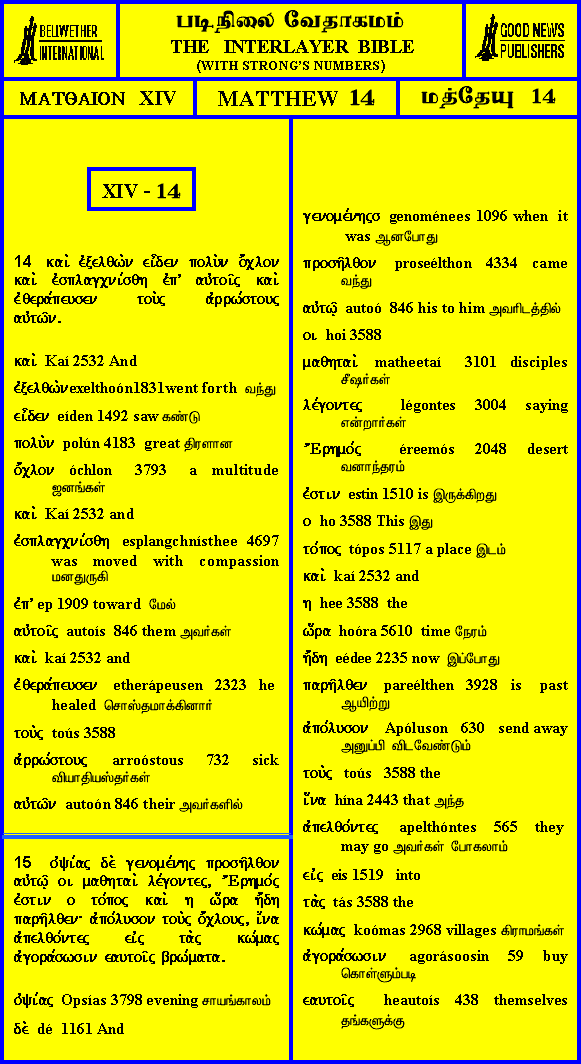 BELLWETHER
INTERNATIONAL
படிநிலை வேதாகமம்
THE INTERLAYER BIBLE
(WITH STRONG'S NUMBERS)
GOOD NEWS
PUBLISHERS
ΜΑΤΘΑΙΟΝ XIV
MATTHEW 14
மத்தேயு 14
XIV - 14
14 καὶ ἐξελθὼν εἶδεν πολὺν ὄχλον
καὶ ἐσπλαγχνίσθη ἐπ’ αὐτοῖς καὶ
ἐθεράπευσεν τοὺς ἀρρώστους
αὐτῶν.
καὶ Kaí 2532 And
ἐξελθὼν exelthoón1831went forth வந்து
εἶδεν eíden 1492 saw கண்டு
πολὺν polún 4183 great திரளான
ὄχλον óchlon 3793 a multitude
ஜனங்கள்
καὶ Kaí 2532 and
ἐσπλαγχνίσθη esplangchnísthee 4697
was moved with compassion
மனதுருகி
ἐπ’ ep 1909 toward மேல்
αὐτοῖς autoís 846 them அவர்கள்
καὶ kaí 2532 and
ἐθεράπευσεν etherápeusen 2323 he
healed சொஸ்தமாக்கினார்
τοὺς toús 3588
ἀρρώστους arroóstous 732 sick
வியாதியஸ்தர்கள்
αὐτῶν autoón 846 their அவர்களில்
15 ὀψίας δὲ γενομένης προσῆλθον
αὐτῷ οι μαθηταὶ λέγοντες, Ἔρημός
ἐστιν ο τόπος καὶ η ὥρα ἤδη
παρῆλθεν· ἀπόλυσον τοὺς ὄχλους, ἵνα
ἀπελθόντες εἰς τὰς κώμας
ἀγοράσωσιν εαυτοῖς βρώματα.
ὀψίας Opsías 3798 evening சாயங்காலம்
δὲ dé 1161 And
γενομένηςσ genoménees 1096 when it
was ஆனபோது
προσῆλθον proseélthon 4334 came
வந்து
αὐτῷ autoó 846 his to him அவரிடத்தில்
οι hoi 3588
μαθηταὶ matheetaí 3101 disciples
சீஷர்கள்
λέγοντες légontes 3004 saying
என்றார்கள்
Ἔρημός éreemós 2048 desert
வனாந்தரம்
ἐστιν estin 1510 is இருக்கிறது
ο ho 3588 This இது
τόπος tópos 5117 a place இடம்
καὶ kaí 2532 and
η hee 3588 the
ὥρα hoóra 5610 time நேரம்
ἤδη eédee 2235 now இப்போது
παρῆλθεν pareélthen 3928 is past
ஆயிற்று
ἀπόλυσον Apóluson 630 send away
அனுப்பி விடவேண்டும்
τοὺς toús 3588 the
ἵνα hína 2443 that அந்த
ἀπελθόντες apelthóntes 565 they
may go அவர்கள் போகலாம்
εἰς eis 1519 into
τὰς tás 3588 the
κώμας koómas 2968 villages கிராமங்கள்
ἀγοράσωσιν agorásoosin 59 buy
கொள்ளும்படி
εαυτοῖς heautoís 438 themselves
தங்களுக்கு